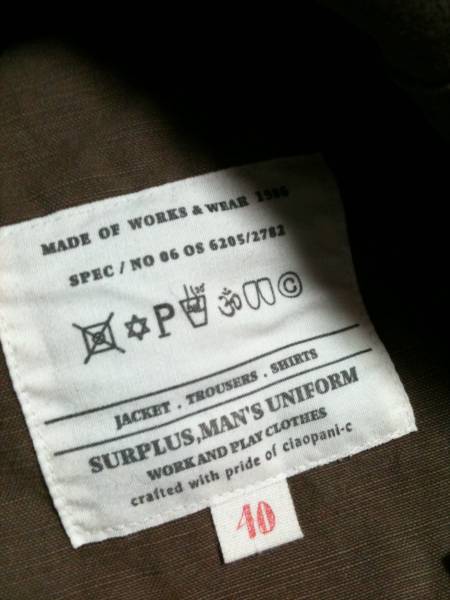 MADE OF WORKS & WEAR 1986
SPEC / NO 06 OS 6205/2782
P ॐ ©
JACKET . TROUSERS . SHIRTS
SURPLUS,MAN'S UNIFORM
WORK AND PLAY CLOTHES
crafted with pride of ciaopani-c
40